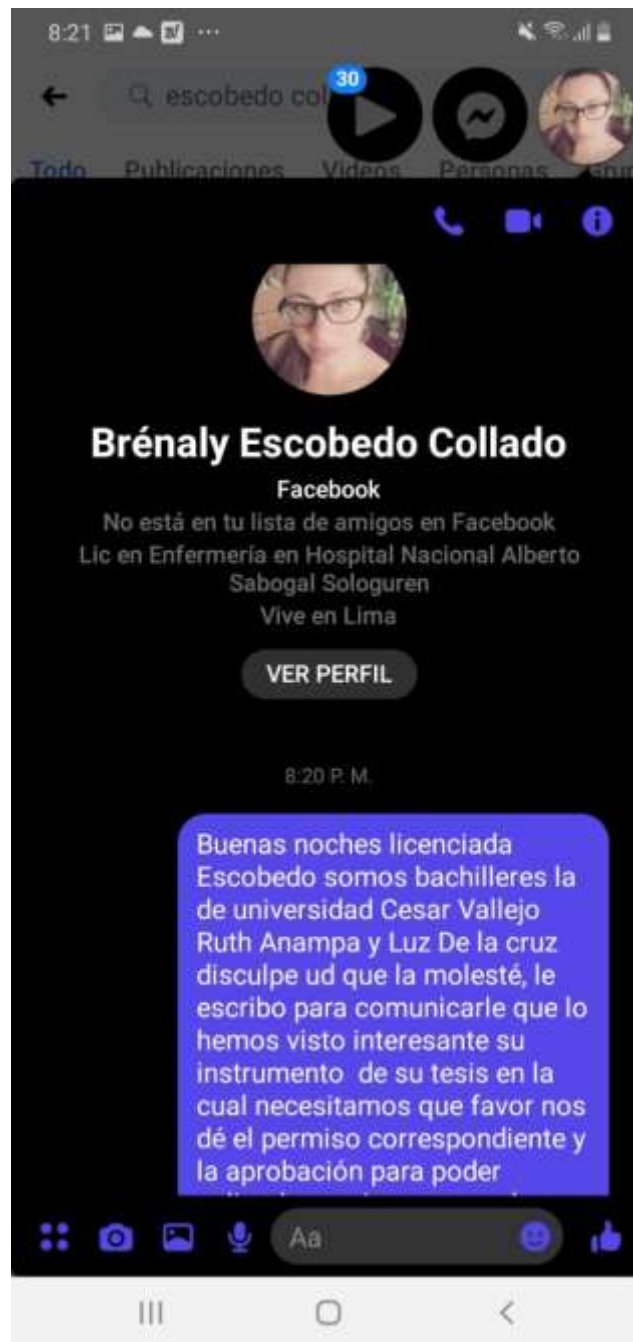 8:21
escobedo col
30
Todo Publicaciones Videos Personas
Brénaly Escobedo Collado
Facebook
No está en tu lista de amigos en Facebook
Lic en Enfermería en Hospital Nacional Alberto
Sabogal Sologuren
Vive en Lima
VER PERFIL
8:20 P. M.
Buenas noches licenciada
Escobedo somos bachilleres la
de universidad Cesar Vallejo
Ruth Anampa y Luz De la cruz
disculpe ud que la molesté, le
escribo para comunicarle que lo
hemos visto interesante su
instrumento de su tesis en la
cual necesitamos que favor nos
dé el permiso correspondiente y
la aprobación para poder
Aa